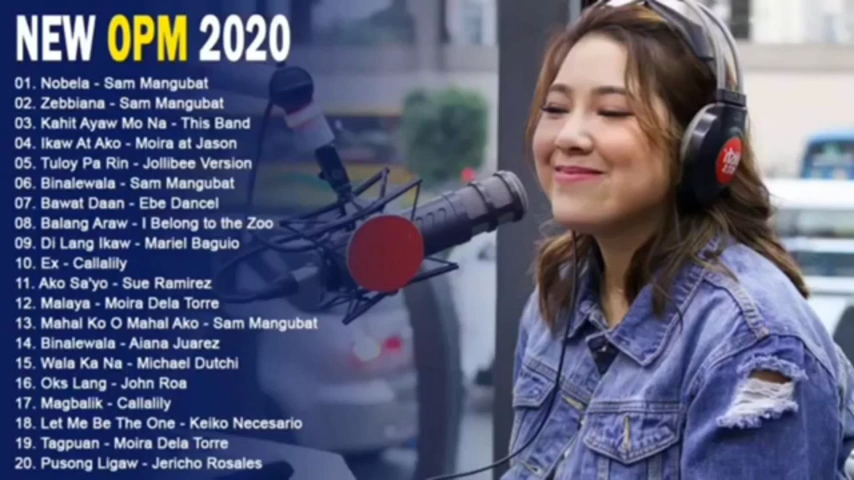 NEW OPM 2020
01. Nobela - Sam Mangubat
02. Zebbiana - Sam Mangubat
03. Kahit Ayaw Mo Na - This Band
04. Ikaw At Ako - Moira at Jason
05. Tuloy Pa Rin - Jollibee Version
06. Binalewala - Sam Mangubat
07. Bawat Daan - Ebe Dancel
08. Balang Araw - I Belong to the Zoo
09. Di Lang Ikaw - Mariel Baguio
10. Ex - Callalily
11. Ako Sa'yo - Sue Ramirez
12. Malaya - Moira Dela Torre
13. Mahal Ko O Mahal Ako - Sam Mangubat
14. Binalewala - Aiana Juarez
15. Wala Ka Na - Michael Dutchi
16. Oks Lang - John Roa
17. Magbalik - Callalily
18. Let Me Be The One - Keiko Necesario
19. Tagpuan - Moira Dela Torre
20. Pusong Ligaw - Jericho Rosales